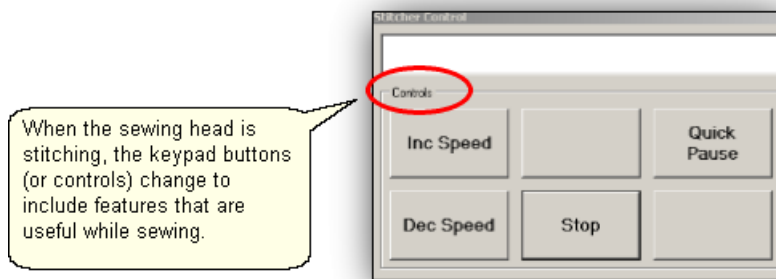 Stitcher Control
Controls
When the sewing head is
stitching, the keypad buttons
(or controls) change to
include features that are
useful while sewing.
Inc Speed
Quick
Pause
Dec Speed
Stop